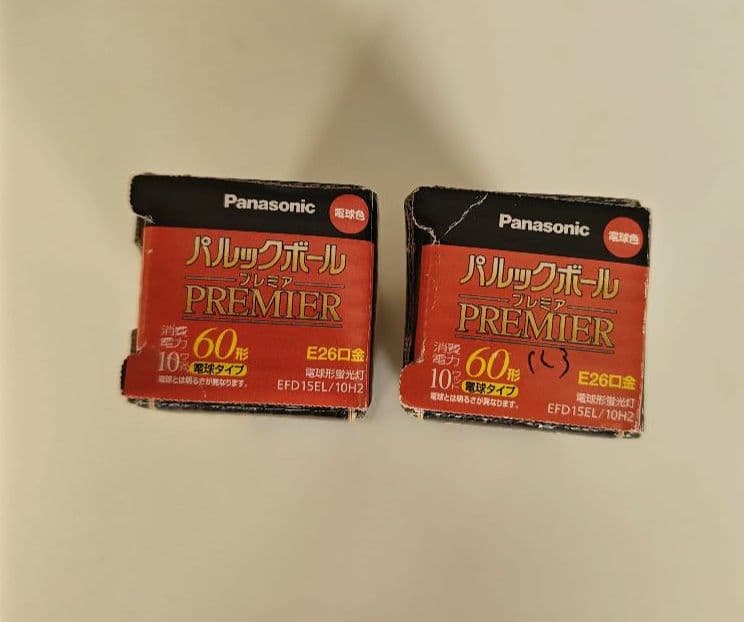 Panasonic
電球色
パルックボール
プレミア
PREMIER
消費
電力
10ワット
60形
電球タイプ
E26口金
電球とは明るさが異なります。
電球形蛍光灯
EFD15EL/10H2
Panasonic
電球色
パルックボール
プレミア
PREMIER
消費
電力
10ワット
60形
電球タイプ
E26口金
電球とは明るさが異なります。
電球形蛍光灯
EFD15EL/10H2